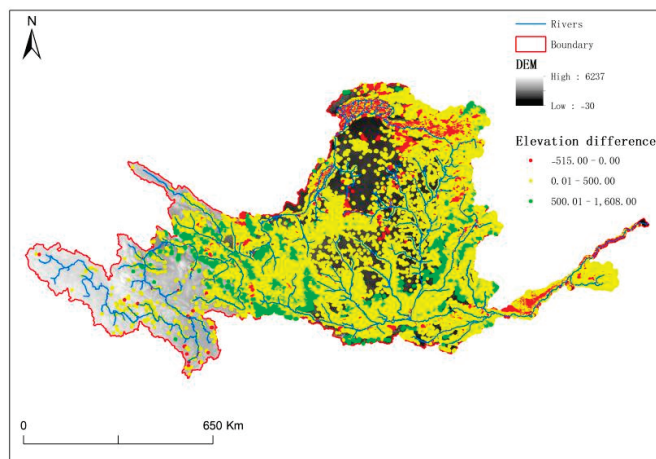 N
Rivers
Boundary
DEM
High : 6237
Low : -30
Elevation difference
-515.00-0.00
0.01-500.00
500.01-1,608.00
0
650 Km